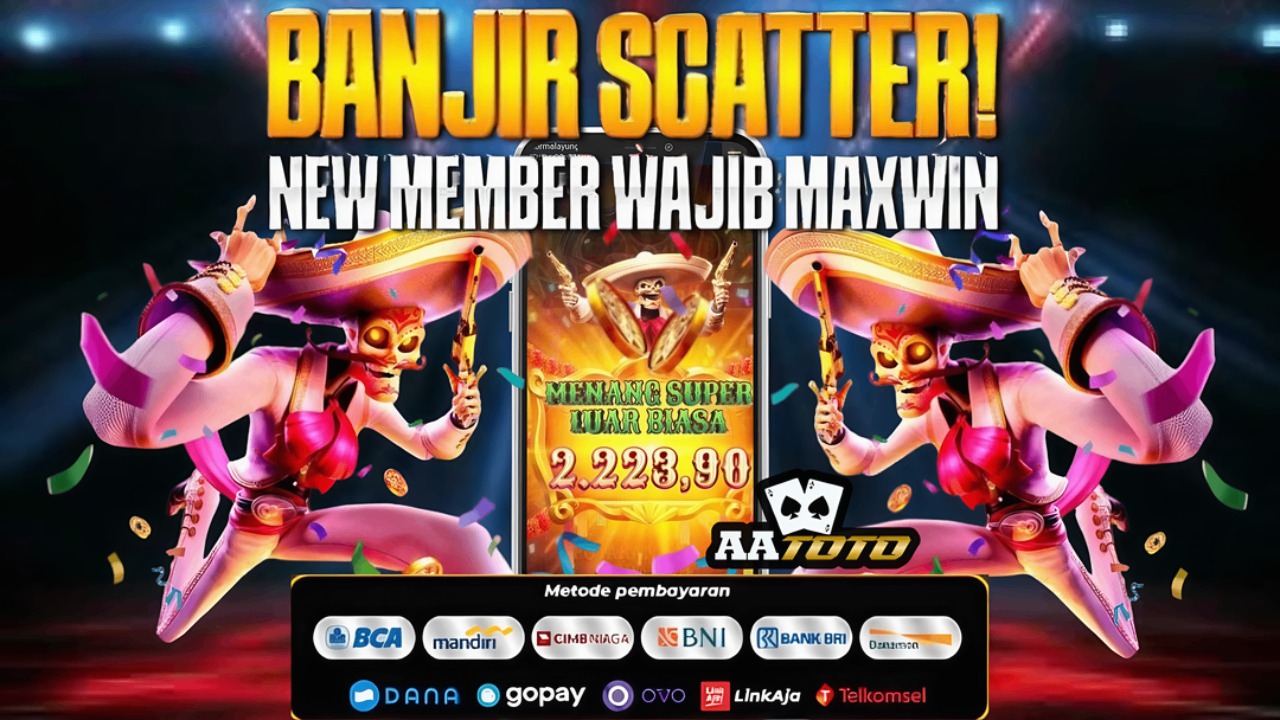 BANJIR SCATTER!
NEW MEMBER WAJIB MAXWIN
MENANG SUPER
LUAR BIASA
2.223,90
AATOTO
Metode pembayaran
BCA mandiri CIMB NIAGA BNI BANK BRI Danamon
DANA gopay OVO LinkAja LinkAja Telkomsel